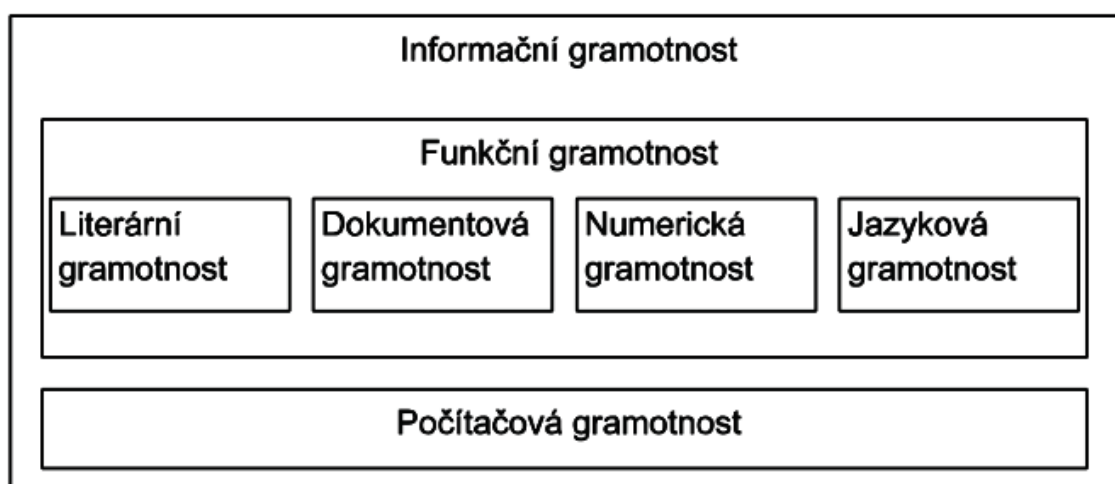 Informační gramotnost
Funkční gramotnost
Literární
gramotnost
Dokumentová
gramotnost
Numerická
gramotnost
Jazyková
gramotnost
Počítačová gramotnost